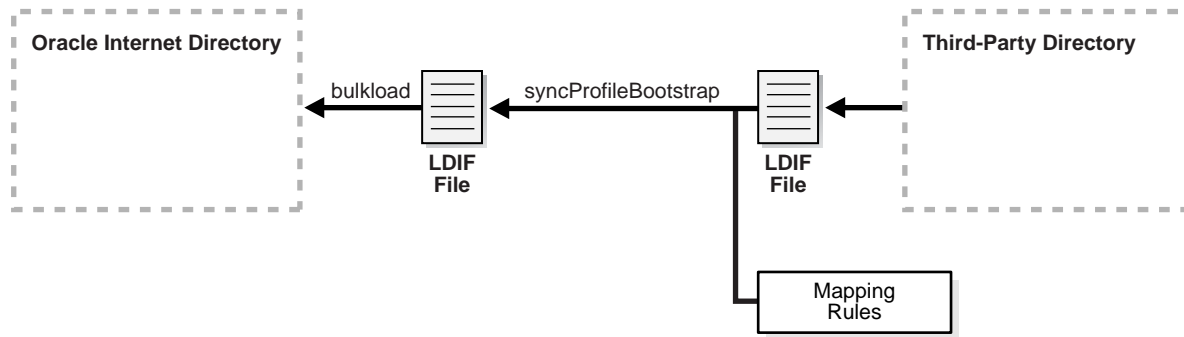 Oracle Internet Directory
Third-Party Directory
bulkload
syncProfileBootstrap
LDIF
File
LDIF
File
Mapping
Rules